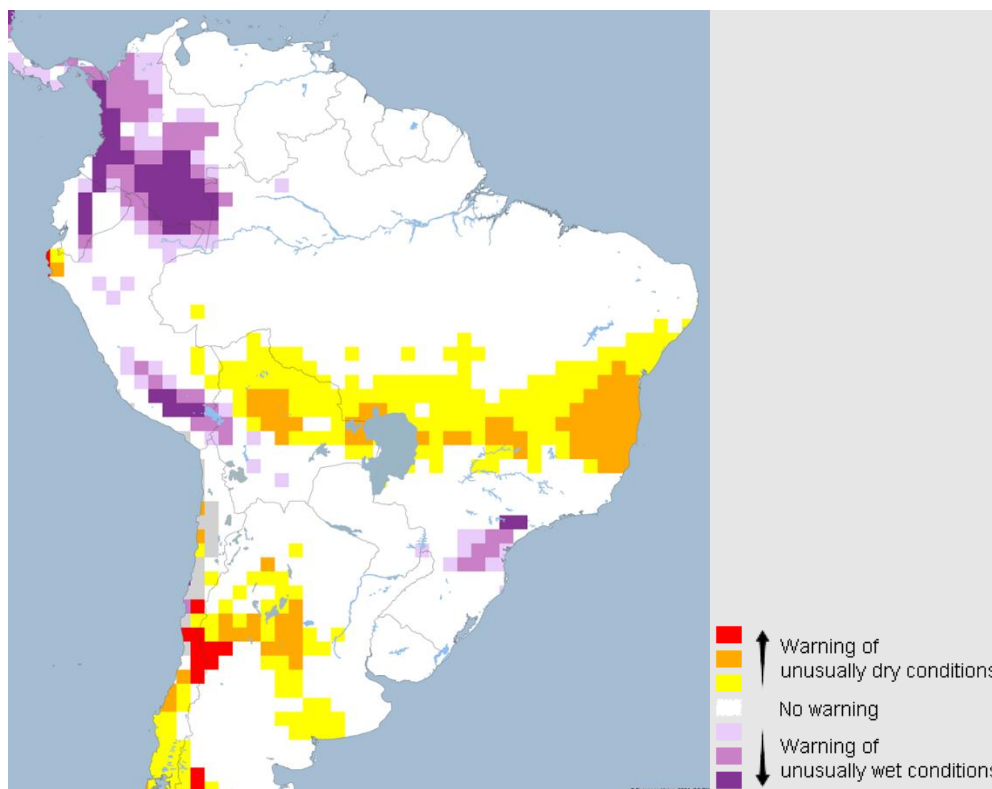 Warning of
unusually dry conditions
No warning
Warning of
unusually wet conditions